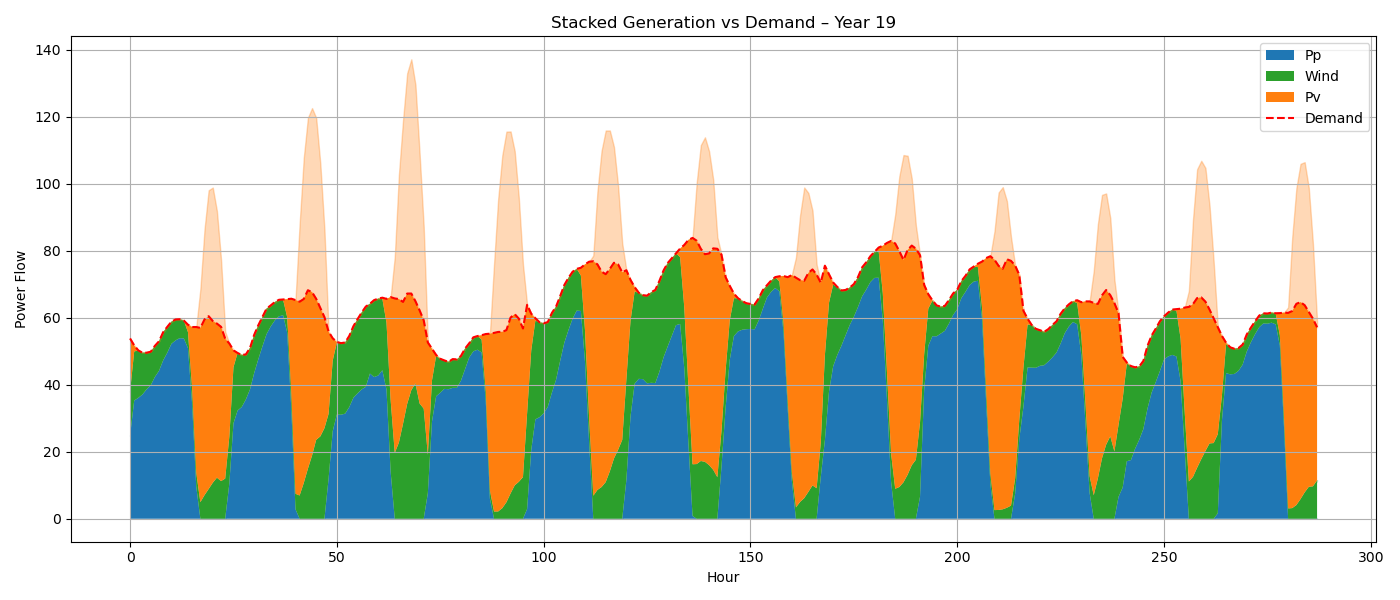 Stacked Generation vs Demand – Year 19
Power Flow
140
120
100
80
60
40
20
0
Pp
Wind
Pv
Demand
0 50 100 150 200 250 300
Hour